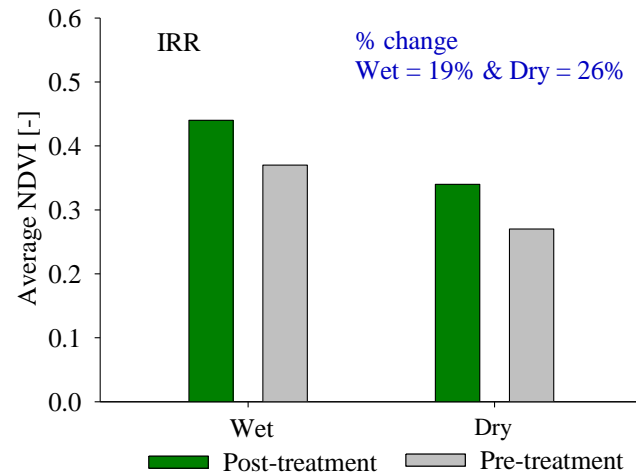 0.6
IRR
% change
Wet = 19% & Dry = 26%
0.5
0.4
0.3
0.2
0.1
0.0
Average NDVI [-]
Wet
Dry
Post-treatment
Pre-treatment